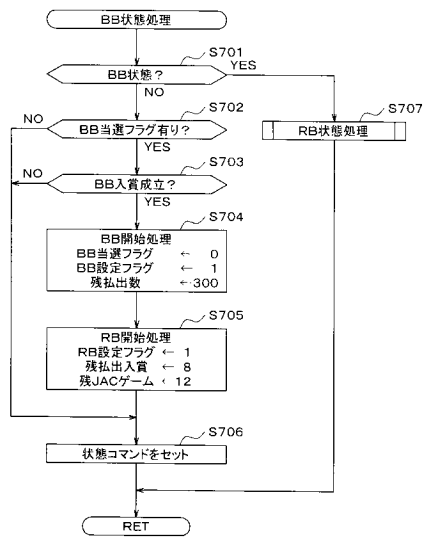 BB状態処理
S701
BB状態?
YES
NO
S702
NO
BB当選フラグ有り?
YES
S707
RB状態処理
S703
NO
BB入賞成立?
YES
S704
BB開始処理
BB当選フラグ ← 0
BB設定フラグ ← 1
残払出数 ←300
S705
RB開始処理
RB設定フラグ ← 1
残払出入賞 ← 8
残JACゲーム ← 12
S706
状態コマンドをセット
RET